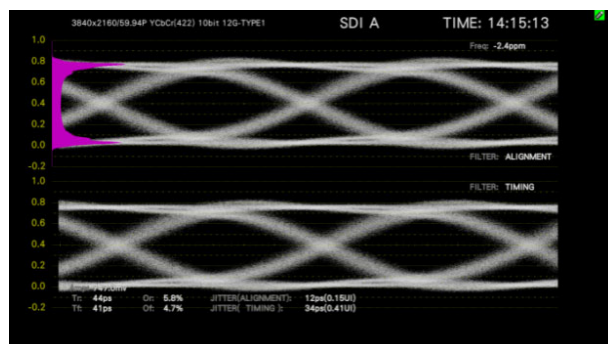 3840x2160/59.94P YCbCr(422) 10bit 12G-TYPE1 SDI A TIME: 14:15:13
Freq: -2.4ppm
1.0
0.8
0.6
0.4
0.2
0.0
-0.2
FILTER: ALIGNMENT
1.0
FILTER: TIMING
0.8
0.6
0.4
0.2
0.0
-0.2
Tr: 44ps Or: 5.8% JITTER(ALIGNMENT): 12ps(0.15UI)
Tf: 41ps Of: 4.7% JITTER( TIMING ): 34ps(0.41UI)